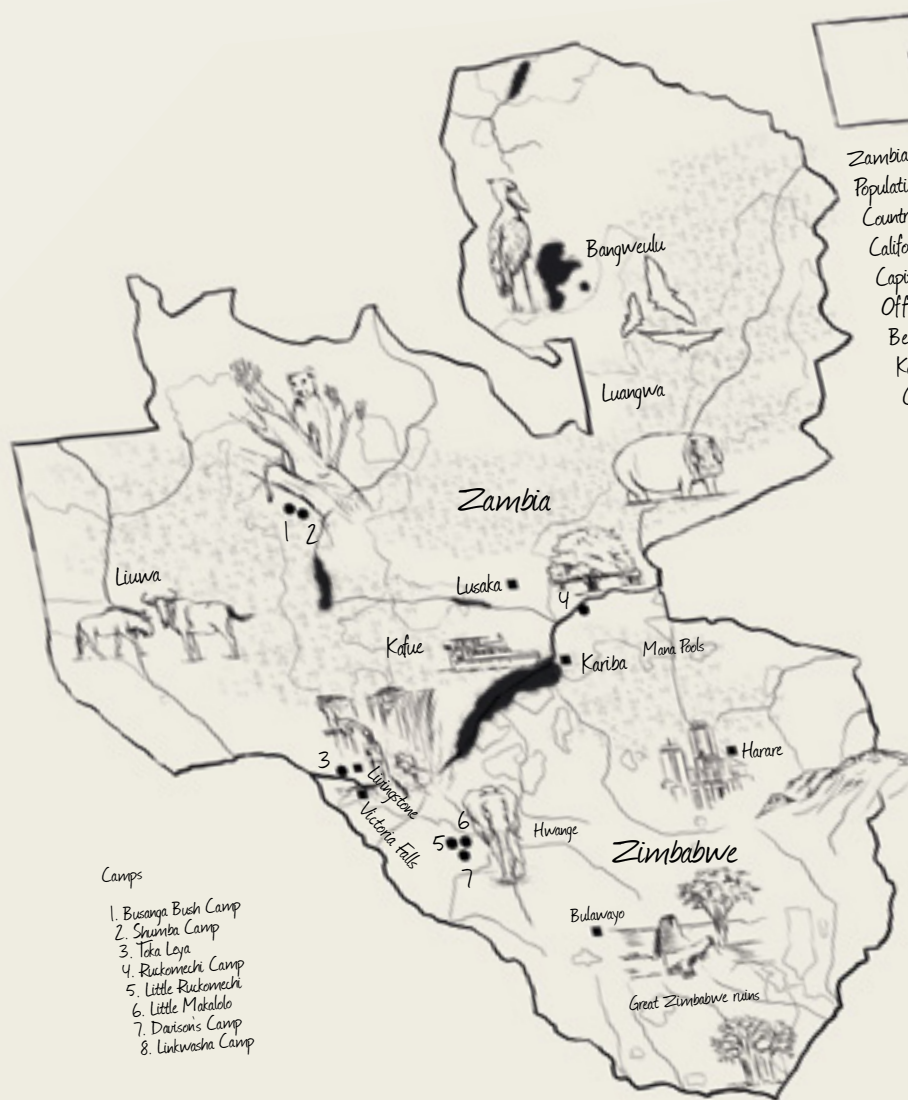 Bangweulu
Luangwa
Zambia
1 2
Liuwa
Lusaka
4
Kafue
Kariba
Mana Pools
Harare
3
Livingstone
Victoria Falls
6
5
7
Hwange
Zimbabwe
Bulawayo
Great Zimbabwe ruins
Camps
1. Busanga Bush Camp
2. Shumba Camp
3. Toka Leya
4. Ruckomechi Camp
5. Little Ruckomechi
6. Little Makalolo
7. Davison's Camp
8. Linkwasha Camp
Zambia
Populati
Countr
Califo
Capi
Off
Be
K